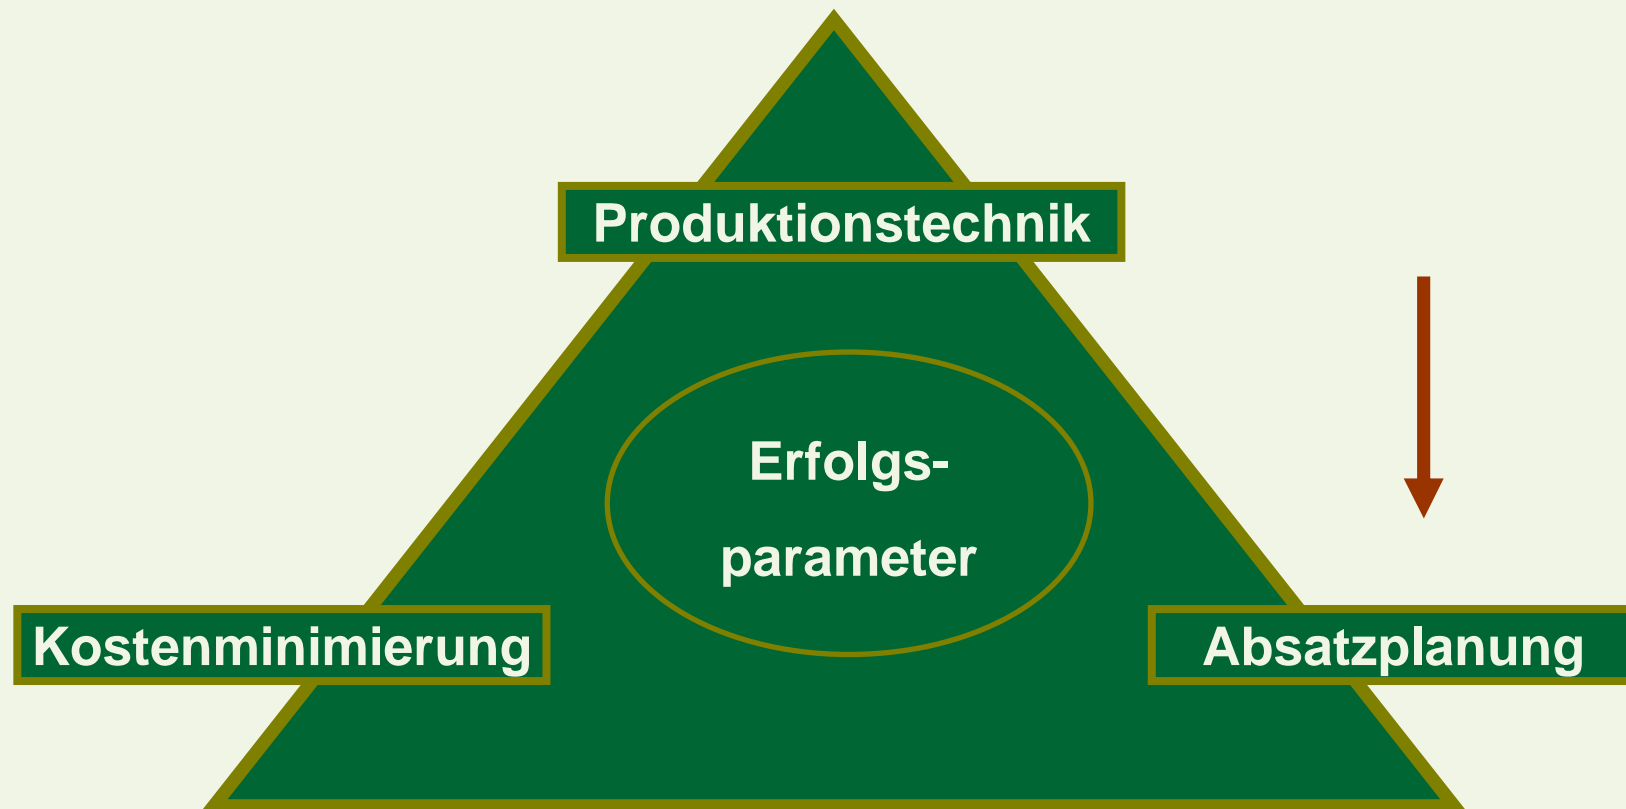 Produktionstechnik
Erfolgs-
parameter
Kostenminimierung
Absatzplanung